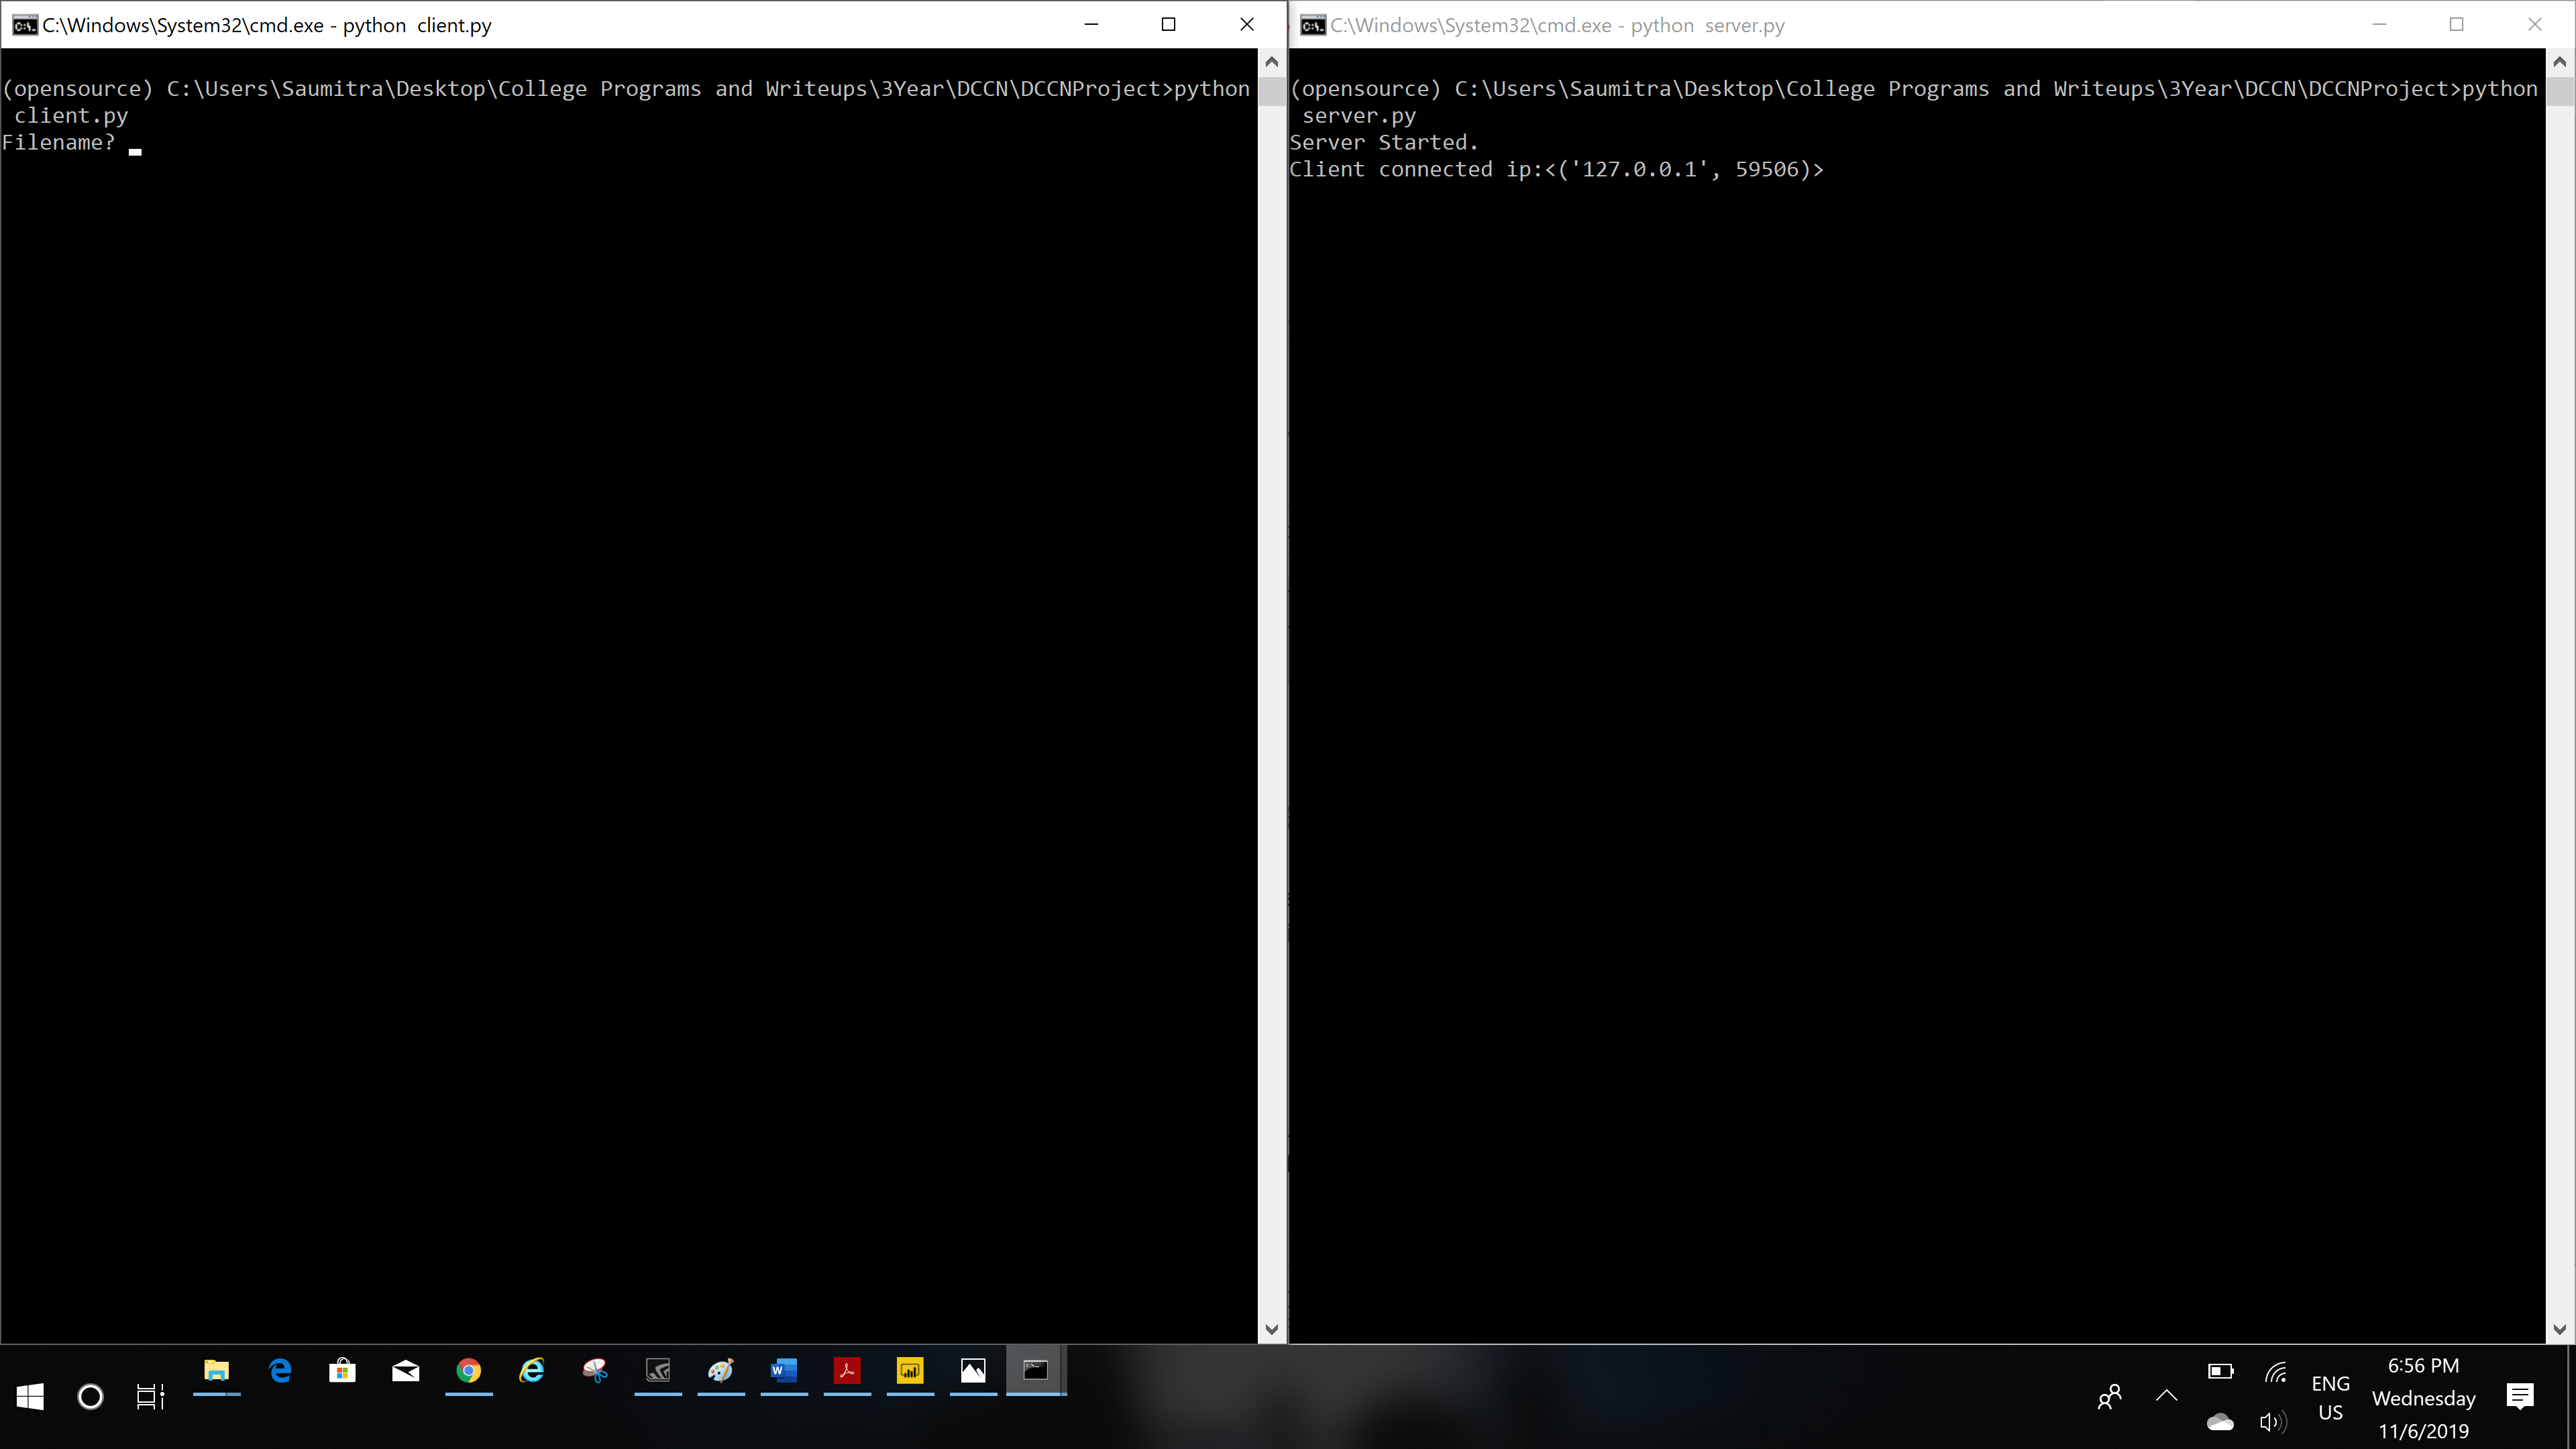 C:\Windows\System32\cmd.exe - python  client.py
(opensource) C:\Users\Saumitra\Desktop\College Programs and Writeups\3Year\DCCN\DCCNProject>python
 client.py
Filename?
C:\Windows\System32\cmd.exe - python  server.py
(opensource) C:\Users\Saumitra\Desktop\College Programs and Writeups\3Year\DCCN\DCCNProject>python
 server.py
Server Started.
Client connected ip:<('127.0.0.1', 59506)>
ENG
US
6:56 PM
Wednesday
11/6/2019